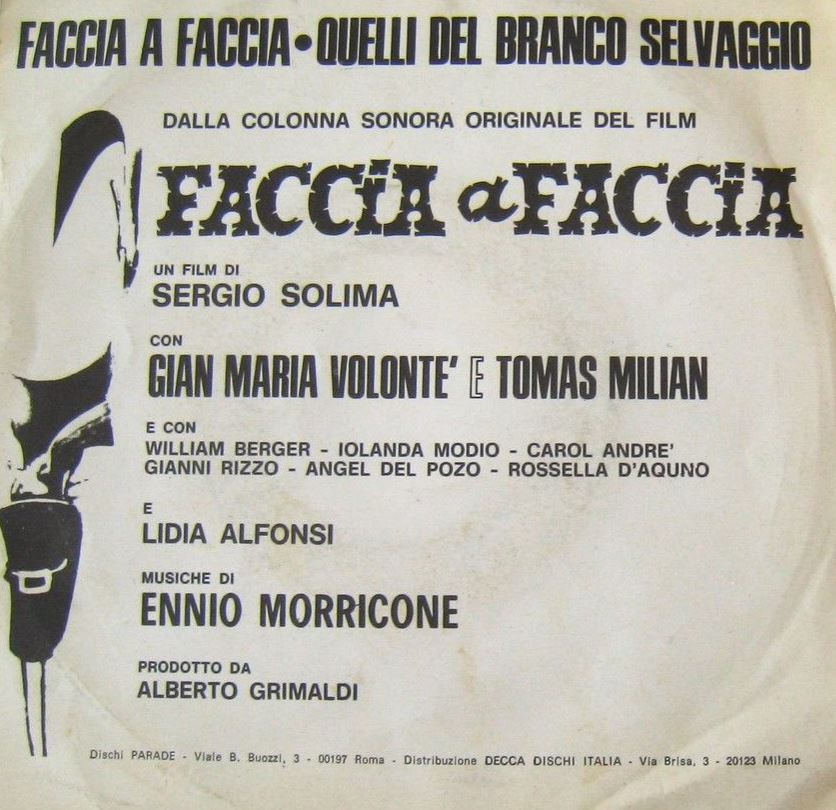 FACCIA A FACCIA • QUELLI DEL BRANCO SELVAGGIO
DALLA COLONNA SONORA ORIGINALE DEL FILM
FACCIA a FACCIA
UN FILM DI
SERGIO SOLIMA
CON
GIAN MARIA VOLONTE' E TOMAS MILIAN
E CON
WILLIAM BERGER - IOLANDA MODIO - CAROL ANDRE'
GIANNI RIZZO - ANGEL DEL POZO - ROSSELLA D'AQUNO
E
LIDIA ALFONSI
MUSICHE DI
ENNIO MORRICONE
PRODOTTO DA
ALBERTO GRIMALDI
Dischi PARADE - Viale B. Buozzi, 3 - 00197 Roma - Distribuzione DECCA DISCHI ITALIA - Via Brisa, 3 - 20123 Milano